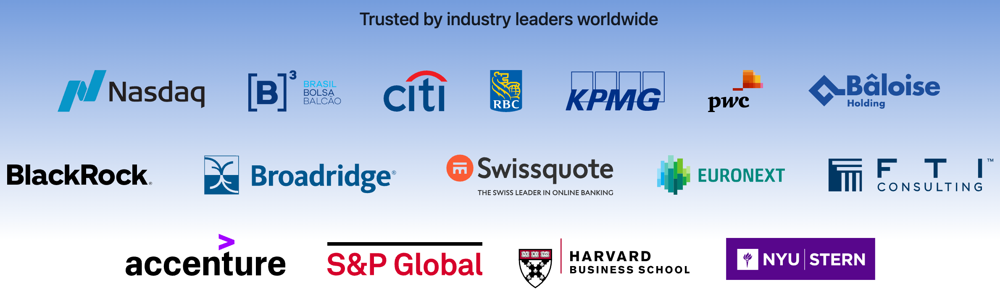 Trusted by industry leaders worldwide
Nasdaq
[B]³
BRASIL
BOLSA
BALCÃO
citi
RBC
KPMG
pwc
Bâloise
Holding
BlackRock®
Broadridge®
Swissquote
THE SWISS LEADER IN ONLINE BANKING
EURONEXT
FTI™
CONSULTING
accenture
S&P Global
VE RI TAS
HARVARD
BUSINESS SCHOOL
NYU STERN